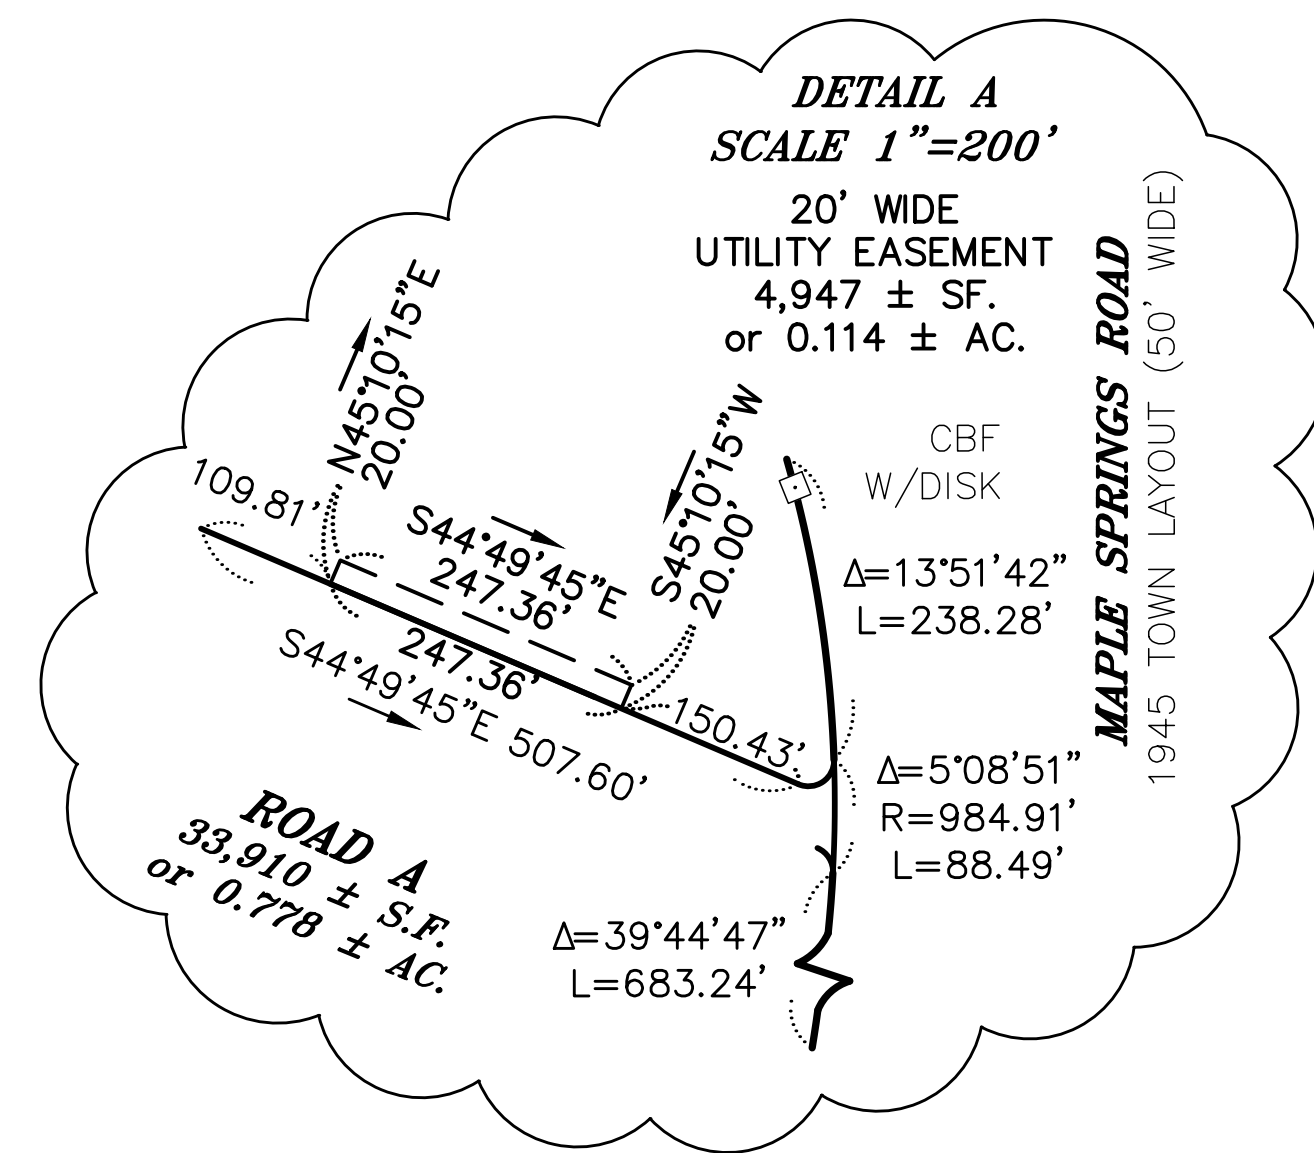 DETAIL A
SCALE 1"=200'
20' WIDE
UTILITY EASEMENT
4,947 ± SF.
or 0.114 ± AC.
MAPLE SPRINGS ROAD
1945 TOWN LAYOUT (50' WIDE)
N45°10'15"E
20.00'
S45°10'15"W
20.00'
CBF
W/DISK
109.81'
S44°49'45"E
247.36'
247.36'
S44°49'45"E 507.60'
150.43'
Δ=13°51'42"
L=238.28'
Δ=5°08'51"
R=984.91'
L=88.49'
ROAD A
33,910 ± S.F.
or 0.778 ± AC.
Δ=39°44'47"
L=683.24'